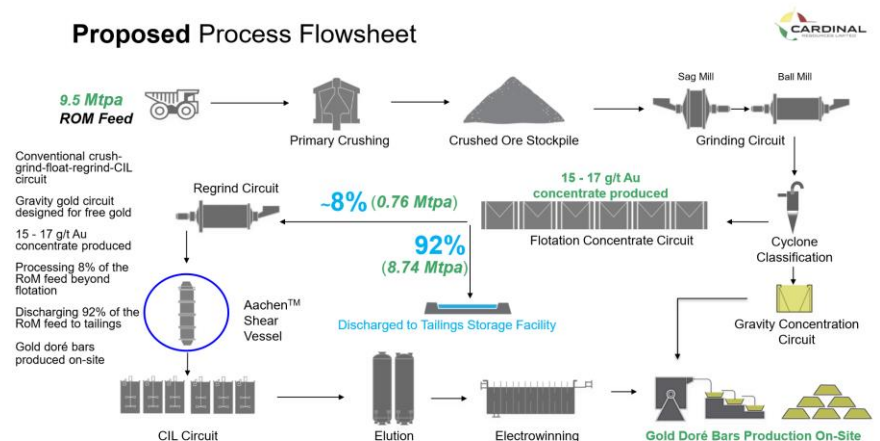 Proposed Process Flowsheet
CARDINAL
RESOURCES LIMITED
9.5 Mtpa
ROM Feed
Primary Crushing
Crushed Ore Stockpile
Sag Mill
Ball Mill
Grinding Circuit
Conventional crush-
grind-float-regrind-CIL
circuit
Gravity gold circuit
designed for free gold
15 - 17 g/t Au
concentrate produced
Processing 8% of the
RoM feed beyond
flotation
Discharging 92% of the
RoM feed to tailings
Gold doré bars
produced on-site
Regrind Circuit
~8% (0.76 Mtpa)
15 - 17 g/t Au
concentrate produced
Flotation Concentrate Circuit
Cyclone
Classification
92%
(8.74 Mtpa)
Aachen™
Shear
Vessel
Discharged to Tailings Storage Facility
Gravity Concentration
Circuit
CIL Circuit
Elution
Electrowinning
Gold Doré Bars Production On-Site